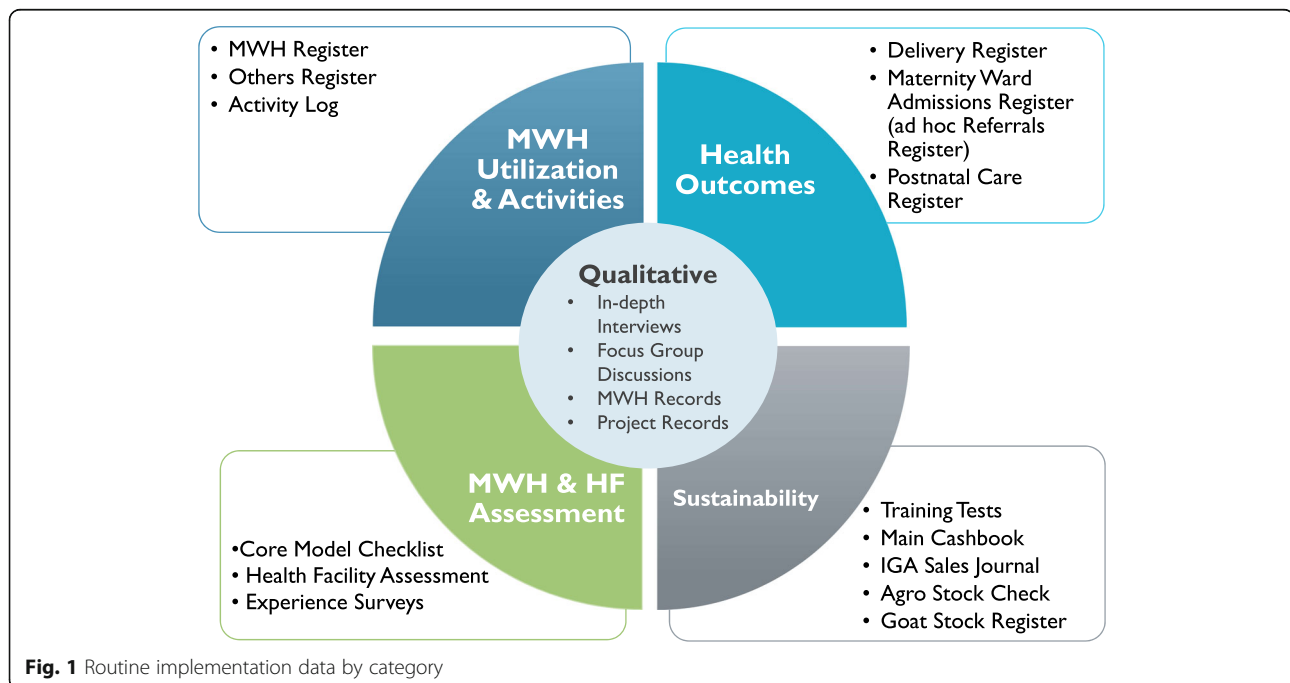 • MWH Register
• Others Register
• Activity Log
MWH
Utilization
& Activities
Health
Outcomes
• Delivery Register
• Maternity Ward
Admissions Register
(ad hoc Referrals
Register)
• Postnatal Care
Register
Qualitative
• In-depth
Interviews
• Focus Group
Discussions
• MWH Records
• Project Records
MWH & HF
Assessment
•Core Model Checklist
• Health Facility Assessment
• Experience Surveys
Sustainability
• Training Tests
• Main Cashbook
• IGA Sales Journal
• Agro Stock Check
• Goat Stock Register
Fig. 1 Routine implementation data by category